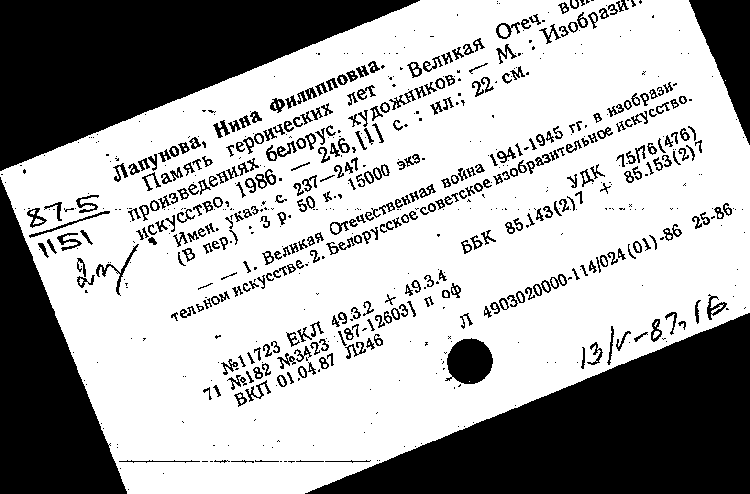 Лапунова, Нина Филипповна.
Память героических лет : Великая Отеч.
произведениях белорус. художников. — М. : Изобразит.
искусство, 1986. — 246, [1] с. : ил.; 22 см.
Имен. указ.: с. 237—247.
(В пер.) : 3 р. 50 к., 15000 экз.
— — 1. Великая Отечественная война 1941-1945 гг. в изобрази-
тельном искусстве. 2. Белорусское советское изобразительное искусство.
УДК 75/76(476)
ББК 85.143(2)7 + 85.153(2)7
№11723 ЕКЛ 49.3.2 + 49.3.4
71 №182 №3423 [87-12603] п оф
ВКП 01.04.87 Л246
Л 4903020000-114/024(01)-86 25-86
87-5
1151
2м
13/V-87.